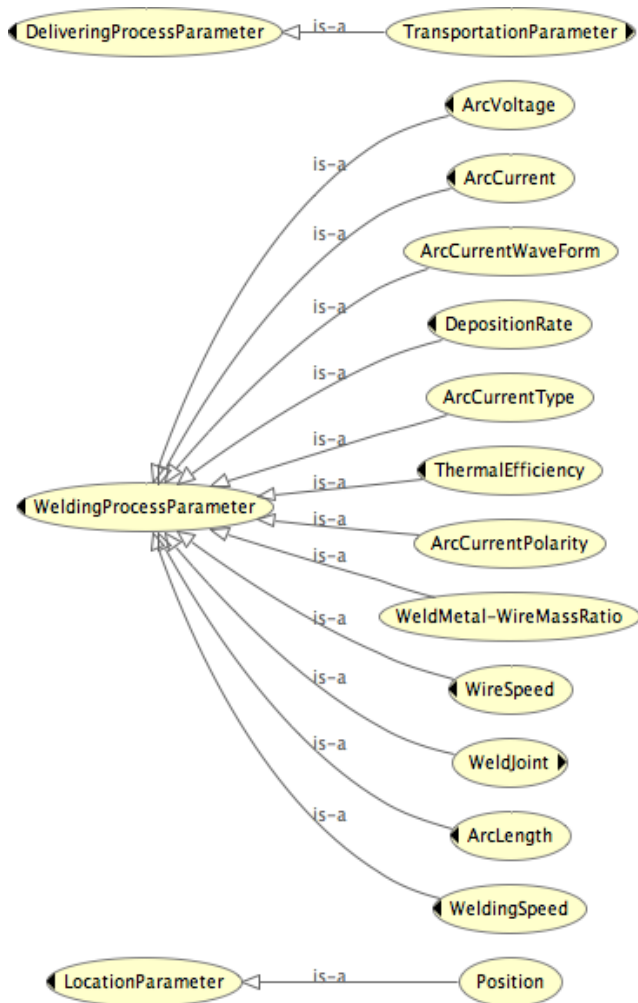 DeliveringProcessParameter is-a TransportationParameter
ArcVoltage
is-a
ArcCurrent
is-a
ArcCurrentWaveForm
is-a
DepositionRate
is-a
ArcCurrentType
is-a
ThermalEfficiency
is-a
WeldingProcessParameter
is-a
ArcCurrentPolarity
is-a
WeldMetal-WireMassRatio
is-a
WireSpeed
is-a
WeldJoint
is-a
ArcLength
is-a
WeldingSpeed
LocationParameter is-a Position